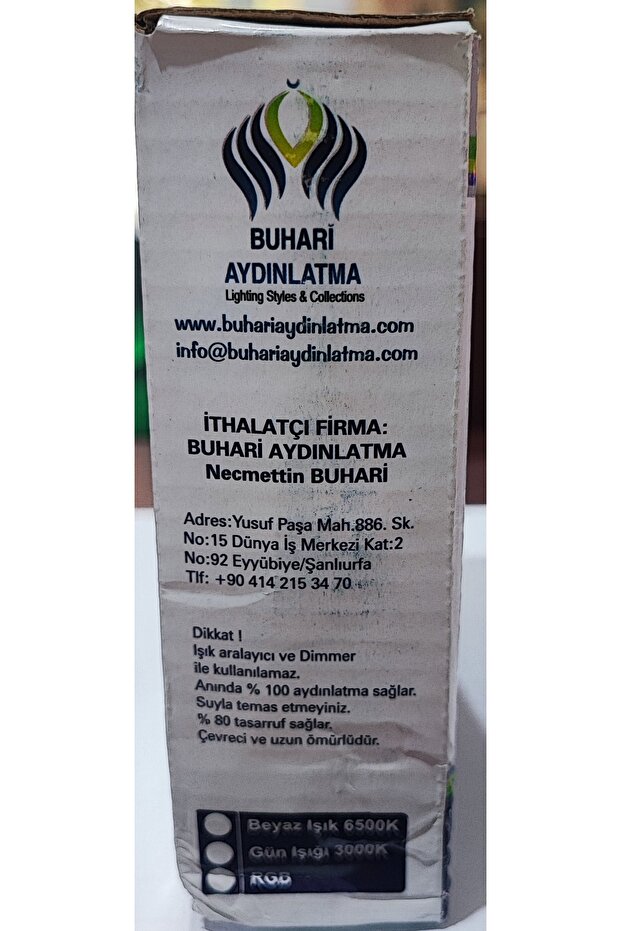 BUHARİ
AYDINLATMA
Lighting Styles & Collections
www.buhariaydinlatma.com
info@buhariaydinlatma.com
İTHALATÇI FİRMA:
BUHARİ AYDINLATMA
Necmettin BUHARİ
Adres:Yusuf Paşa Mah.886. Sk.
No:15 Dünya İş Merkezi Kat:2
No:92 Eyyübiye/Şanlıurfa
Tlf: +90 414 215 34 70
Dikkat !
Işık aralayıcı ve Dimmer
ile kullanılamaz.
Anında % 100 aydınlatma sağlar.
Suyla temas etmeyiniz.
% 80 tasarruf sağlar.
Çevreci ve uzun ömürlüdür.
Beyaz Işık 6500K
Gün Işığı 3000K
RGB